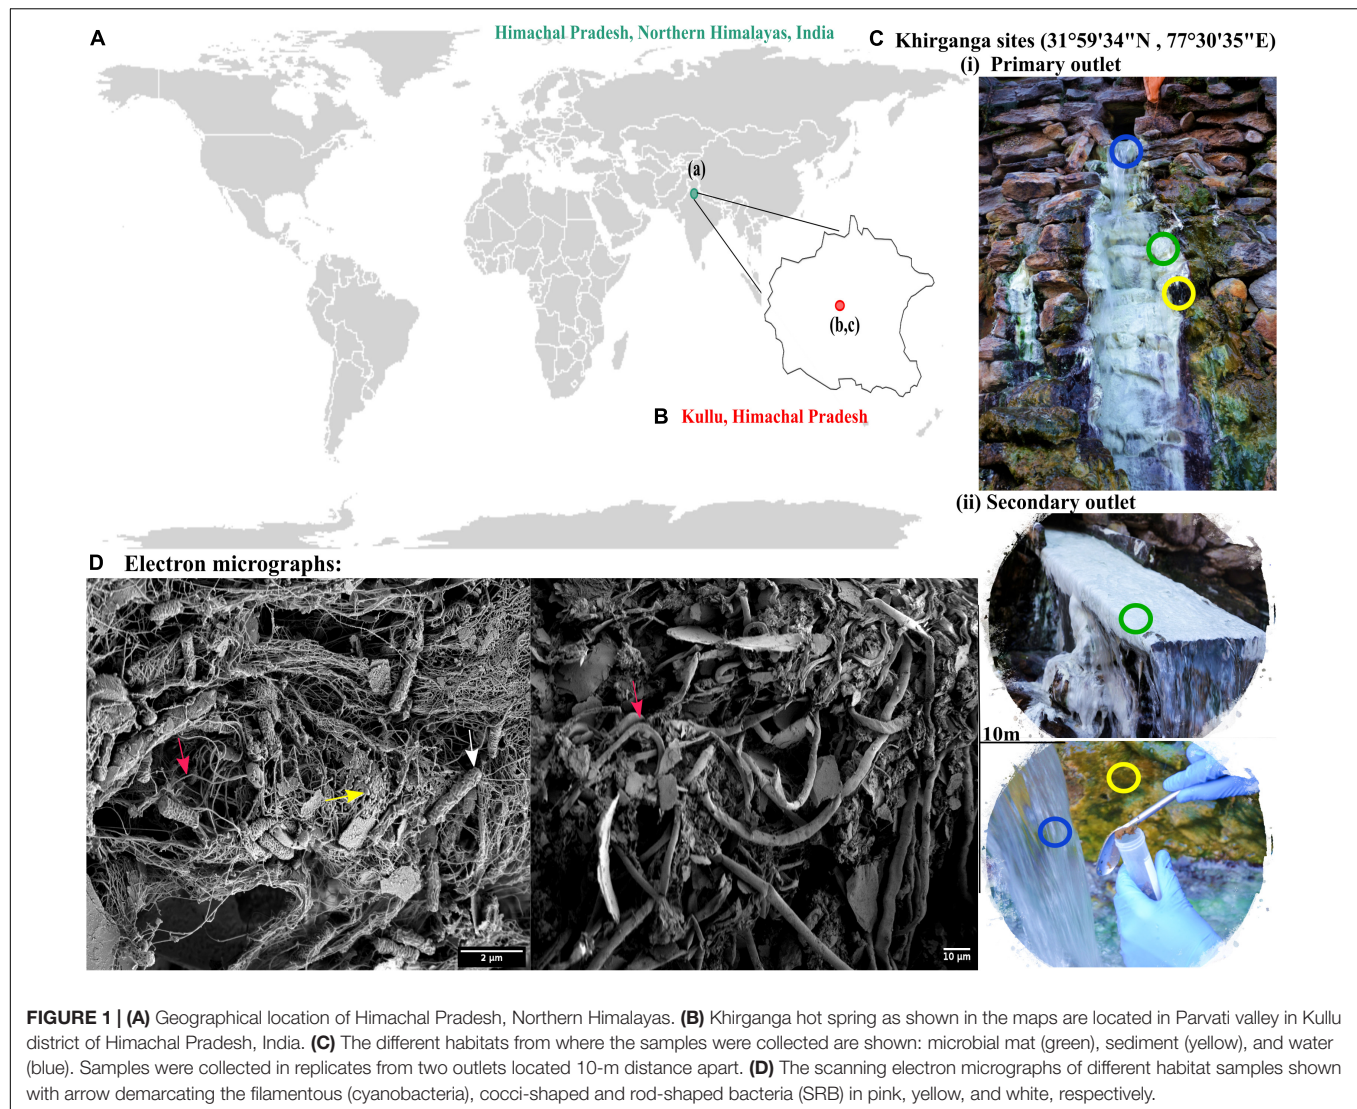 A
Himachal Pradesh, Northern Himalayas, India
(a)
(b,c)
B Kullu, Himachal Pradesh
C Khirganga sites (31°59'34"N , 77°30'35"E)
(i) Primary outlet
(ii) Secondary outlet
10m
D Electron micrographs:
2 µm
10 µm
FIGURE 1 | (A) Geographical location of Himachal Pradesh, Northern Himalayas. (B) Khirganga hot spring as shown in the maps are located in Parvati valley in Kullu
district of Himachal Pradesh, India. (C) The different habitats from where the samples were collected are shown: microbial mat (green), sediment (yellow), and water
(blue). Samples were collected in replicates from two outlets located 10-m distance apart. (D) The scanning electron micrographs of different habitat samples shown
with arrow demarcating the filamentous (cyanobacteria), cocci-shaped and rod-shaped bacteria (SRB) in pink, yellow, and white, respectively.